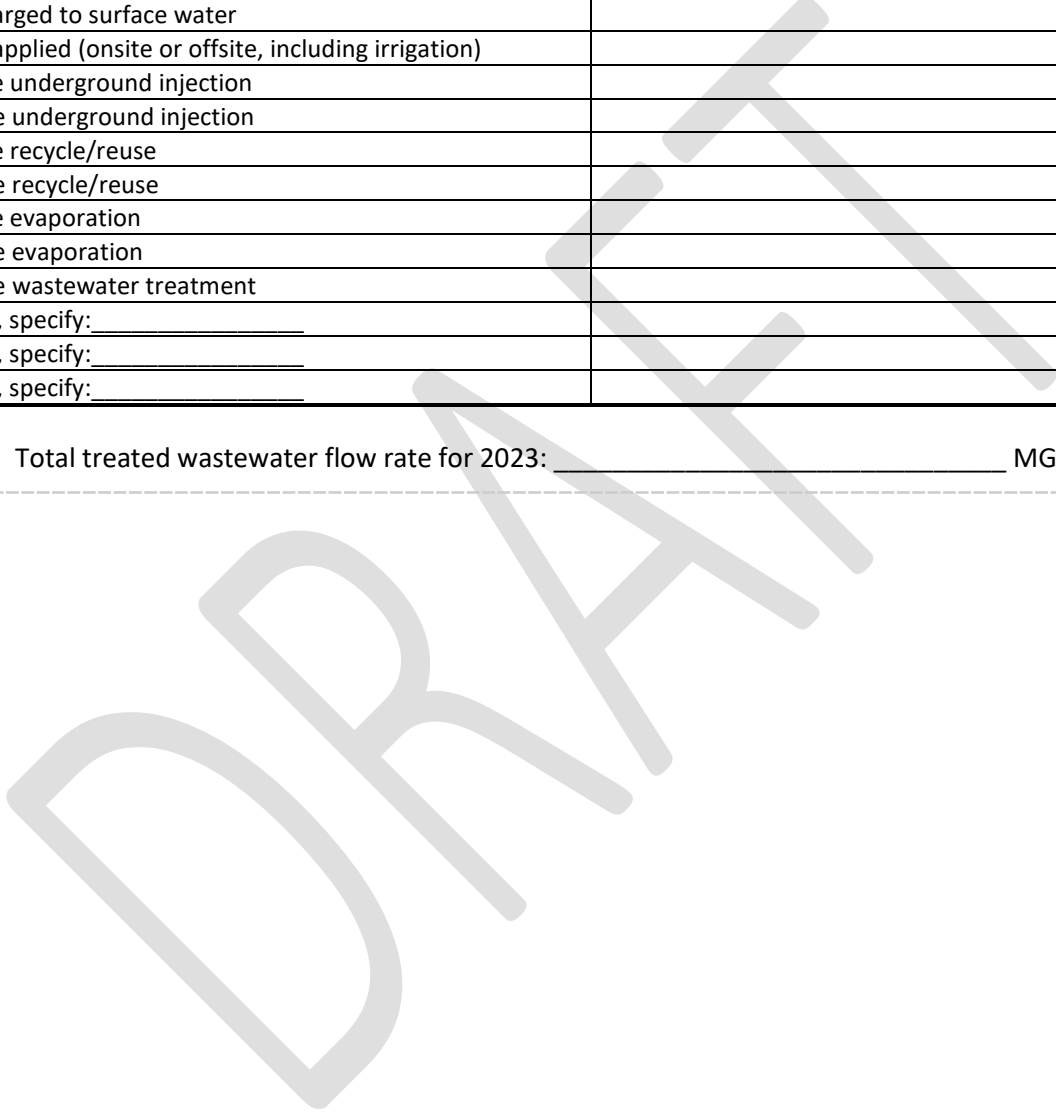 arged to surface water
applied (onsite or offsite, including irrigation)
e underground injection
e underground injection
e recycle/reuse
e recycle/reuse
e evaporation
e evaporation
e wastewater treatment
, specify:________________
, specify:________________
, specify:________________
Total treated wastewater flow rate for 2023: ______________________________ MG
DRAFT